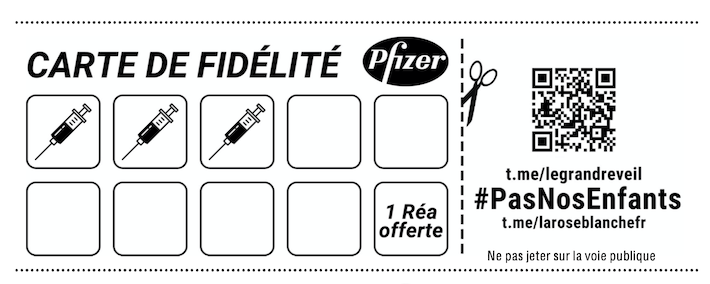 CARTE DE FIDÉLITÉ
Pfizer
1 Réa
offerte
t.me/legrandreveil
#PasNosEnfants
t.me/laroseblanchefr
Ne pas jeter sur la voie publique